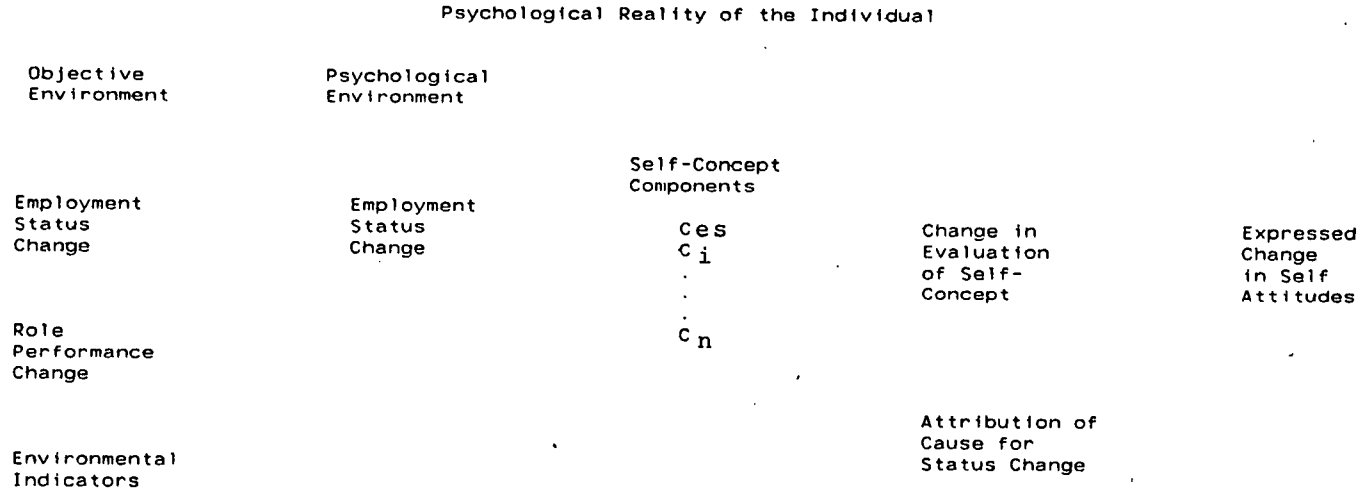 Psychological Reality of the Individual
Objective
Environment
Psychological
Environment
Self-Concept
Components
Employment
Status
Change
Employment
Status
Change
Ces
Ci
.
.
.
Cn
Change in
Evaluation
of Self-
Concept
Expressed
Change
in Self
Attitudes
Role
Performance
Change
Attribution of
Cause for
Status Change
Environmental
Indicators